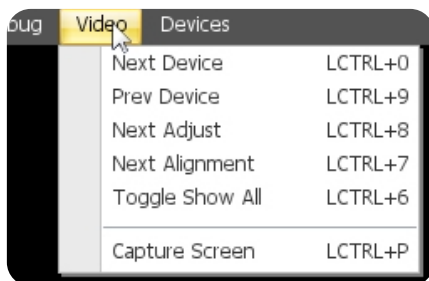 bug Video Devices
Next Device LCTRL+0
Prev Device LCTRL+9
Next Adjust LCTRL+8
Next Alignment LCTRL+7
Toggle Show All LCTRL+6
Capture Screen LCTRL+P